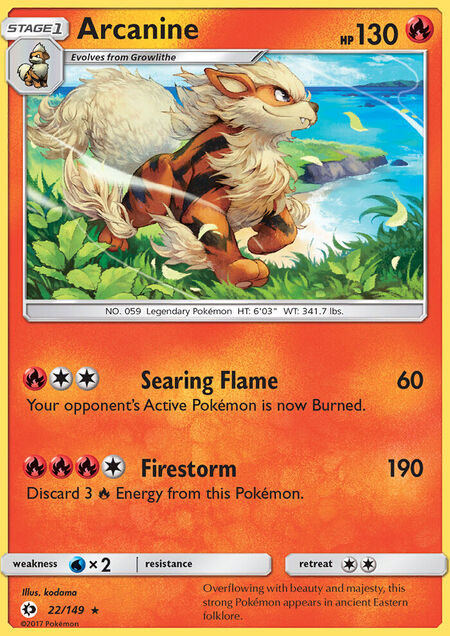 STAGE 1
Arcanine
HP 130
Evolves from Growlithe
NO. 059 Legendary Pokémon HT: 6'03" WT: 341.7 lbs.
Searing Flame 60
Your opponent's Active Pokémon is now Burned.
Firestorm 190
Discard 3 Energy from this Pokémon.
weakness × 2 resistance retreat
Illus. kodama
22/149 ★
©2017 Pokémon
Overflowing with beauty and majesty, this
strong Pokémon appears in ancient Eastern
folklore.